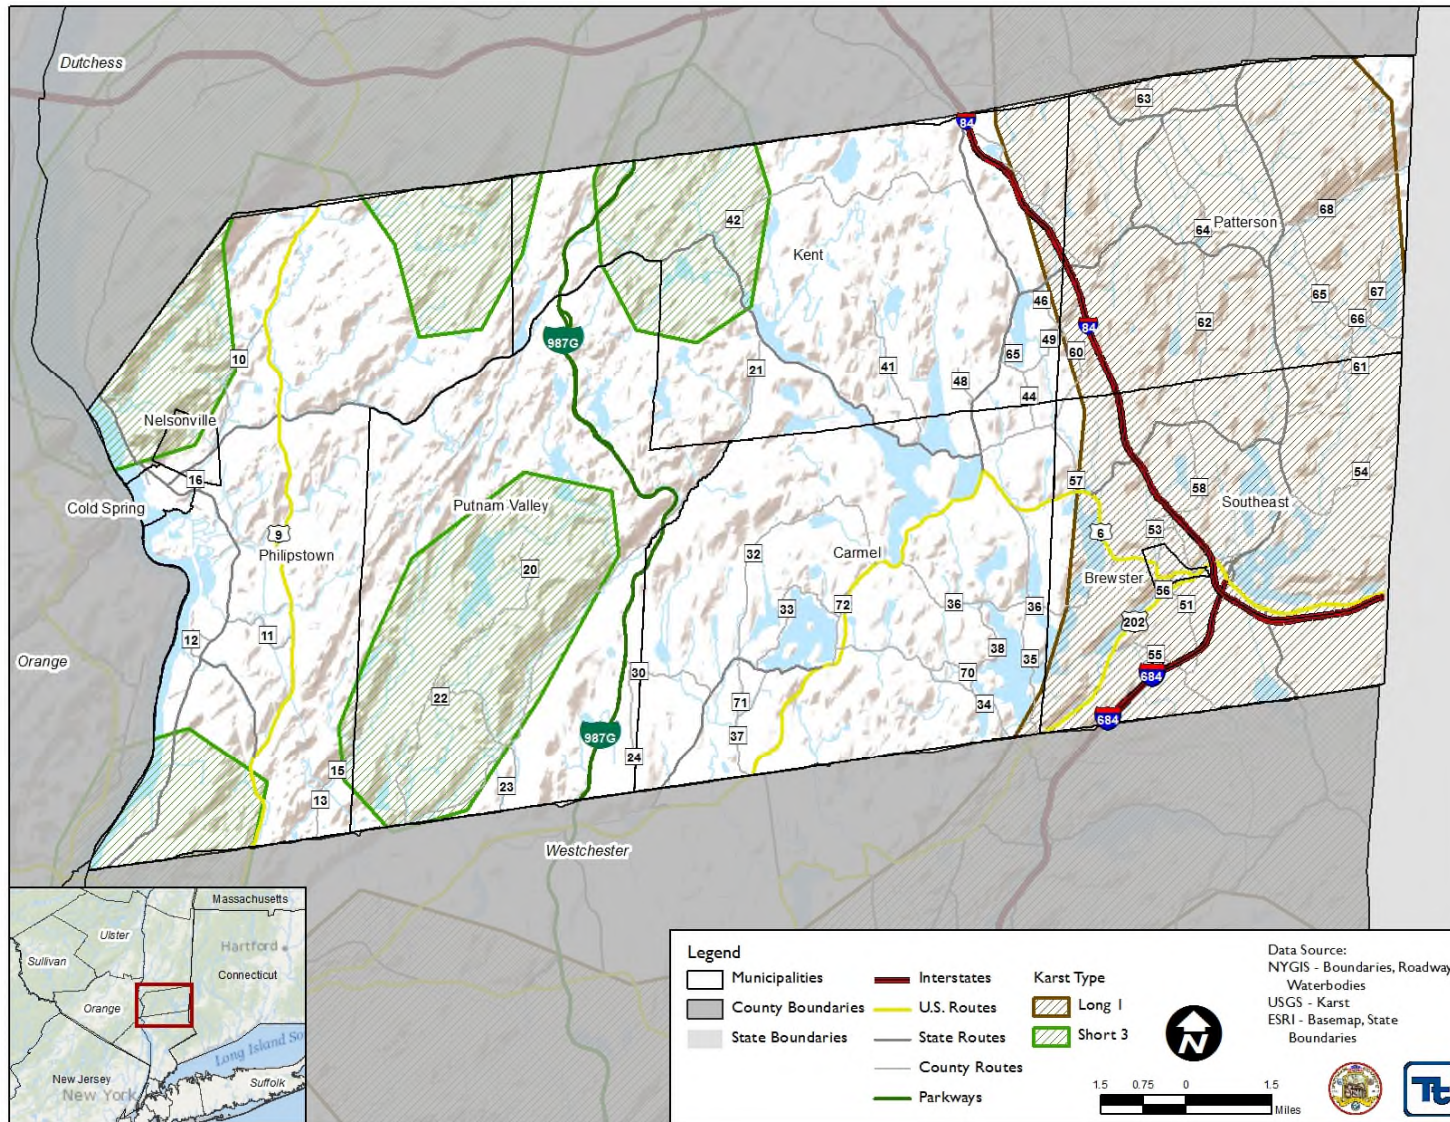 Dutchess
84
63
42
Kent
64
Patterson
68
46
65
67
10
987G
84
62
66
49
65
60
21
41
48
61
44
Nelsonville
16
57
54
58
Cold Spring
Putnam Valley
Southeast
9
6
53
Philipstown
32
Carmel
20
Brewster
56
33
72
36
36
51
202
12
11
38
55
Orange
35
30
70
684
22
71
34
684
987G
37
24
15
23
13
Westchester
Massachusetts
Ulster
Hartford
Sullivan
Connecticut
Orange
Long Island So
New Jersey
Suffolk
New York
Legend
Municipalities
County Boundaries
State Boundaries
Interstates
U.S. Routes
State Routes
County Routes
Parkways
Karst Type
Long 1
Short 3
N
Data Source:
NYGIS - Boundaries, Roadway
Waterbodies
USGS - Karst
ESRI - Basemap, State
Boundaries
1.5 0.75 0 1.5
Miles
Tt